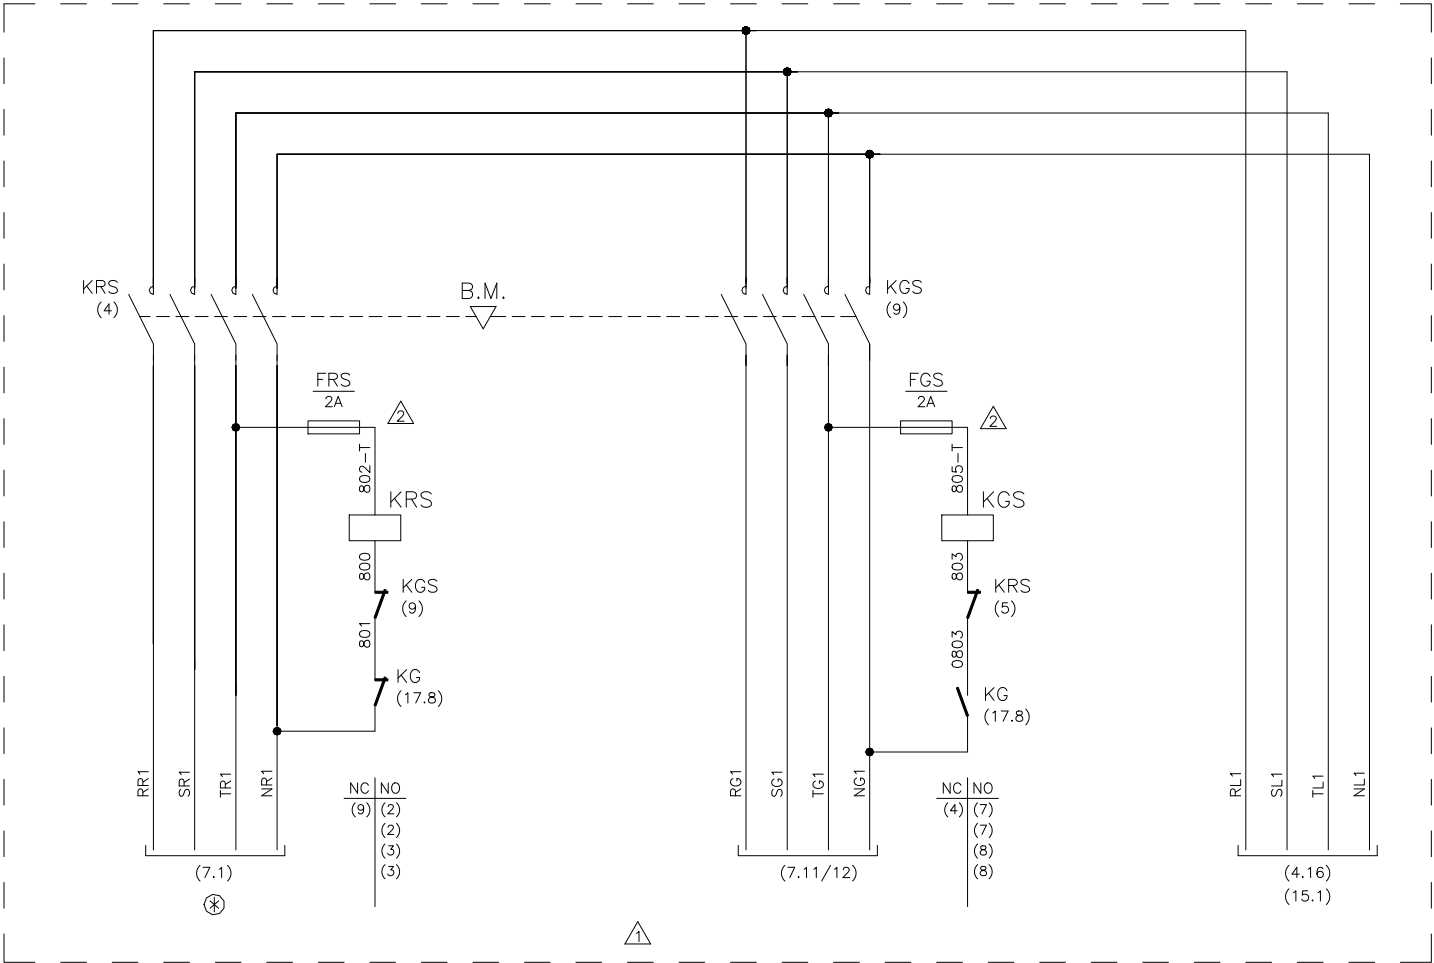 KRS
(4)
B.M.
KGS
(9)
FRS
2A
2
802-T
KRS
800
KGS
(9)
801
KG
(17.8)
FGS
2A
2
805-T
KGS
803
KRS
(5)
0803
KG
(17.8)
RR1
SR1
TR1
NR1
NC NO
(9) (2)
(2)
(3)
(3)
RG1
SG1
TG1
NG1
NC NO
(4) (7)
(7)
(8)
(8)
RL1
SL1
TL1
NL1
(7.1)
(7.11/12)
(4.16)
(15.1)
1